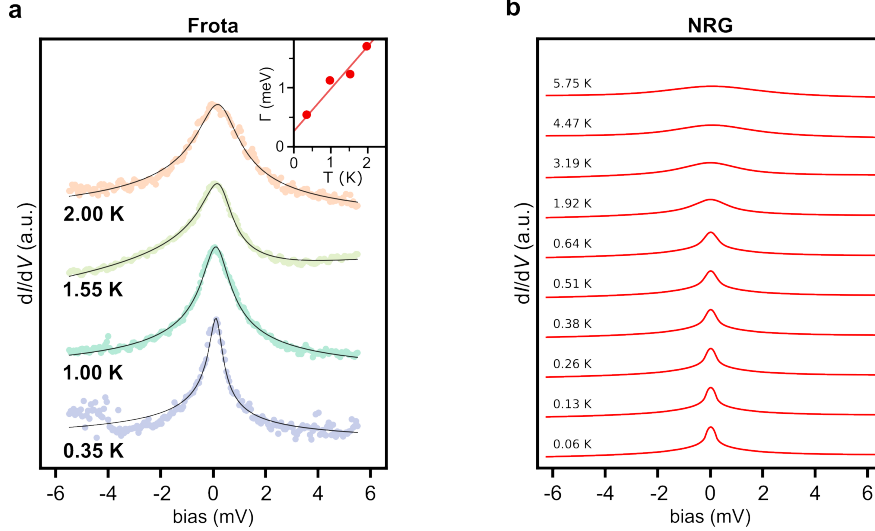 a
Frota
dI/dV (a.u.)
2.00 K
1.55 K
1.00 K
0.35 K
-6 -4 -2 0 2 4 6
bias (mV)
Γ (meV)
1
0
0 1 2
T (K)
b
NRG
dI/dV (a.u.)
5.75 K
4.47 K
3.19 K
1.92 K
0.64 K
0.51 K
0.38 K
0.26 K
0.13 K
0.06 K
-6 -4 -2 0 2 4 6
bias (mV)